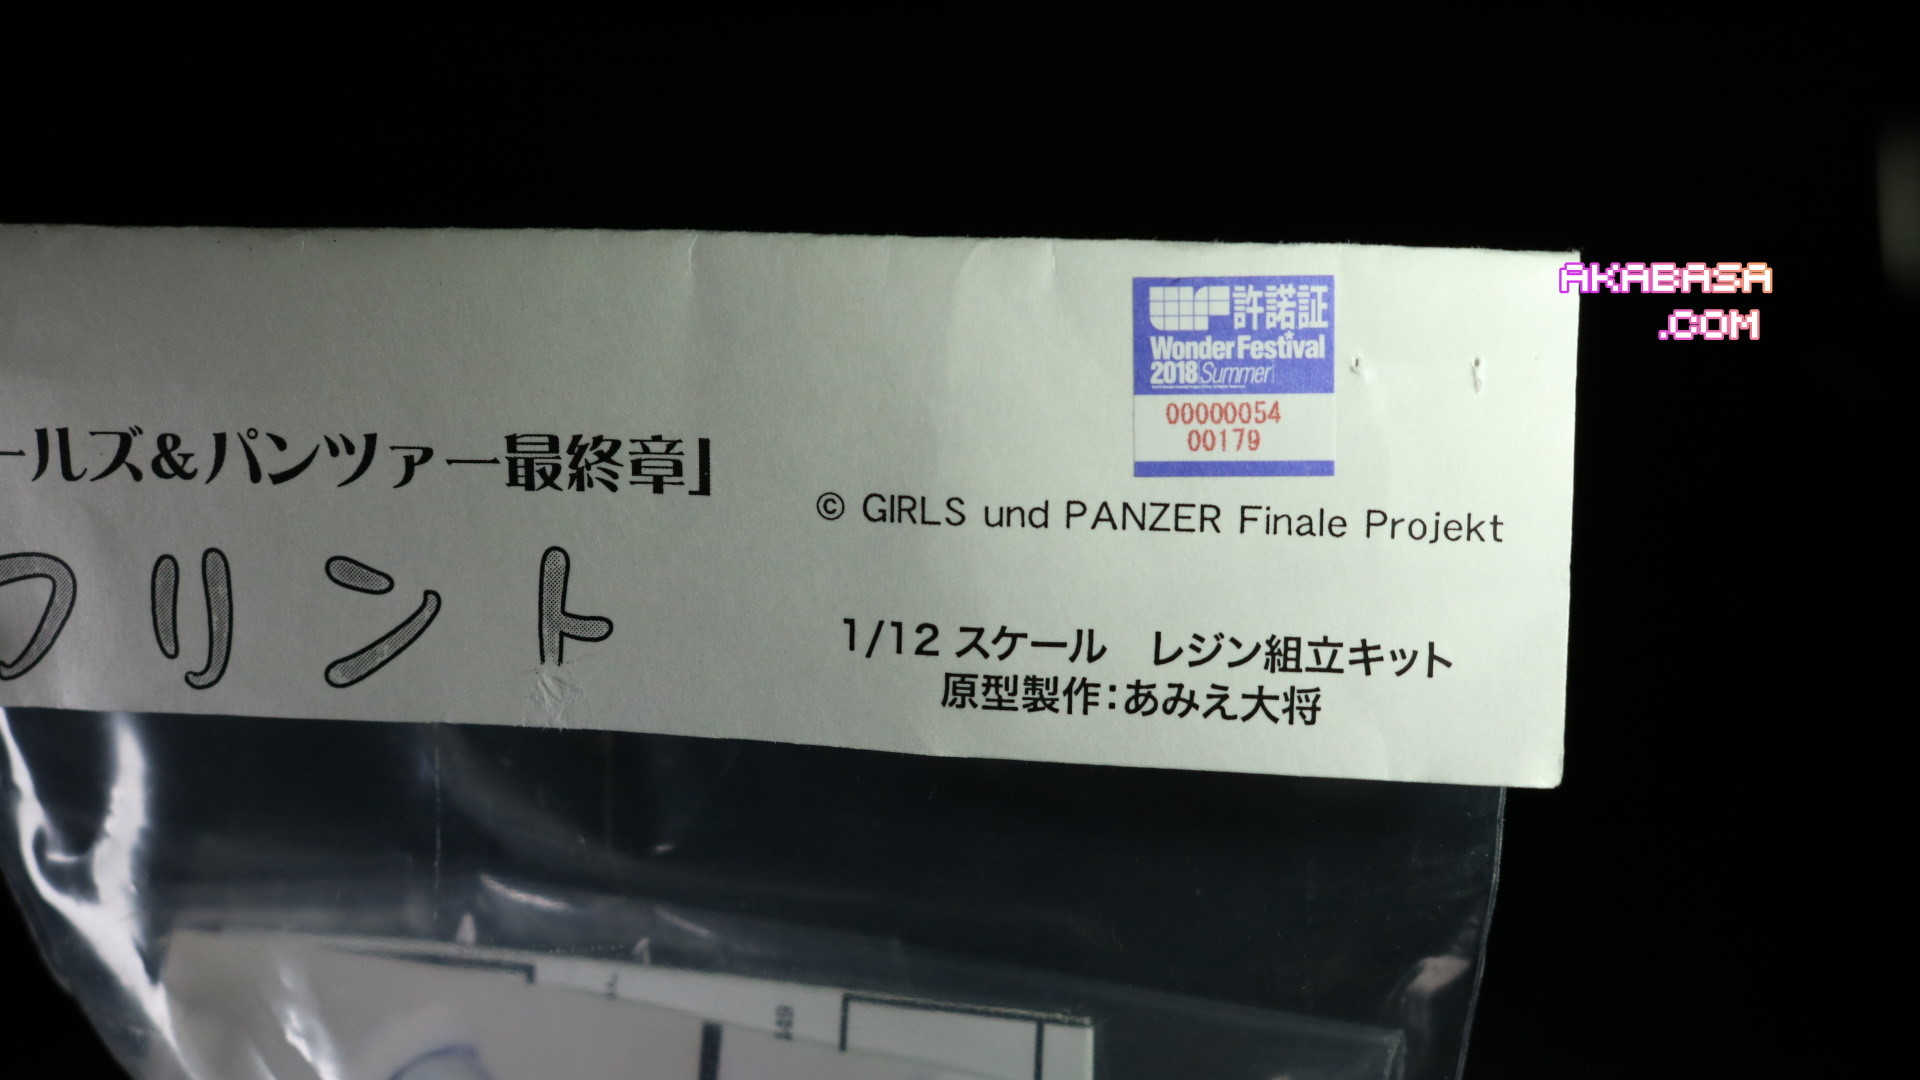 許諾証
Wonder Festival
2018 Summer
00000054
00179
AKABASA
.COM
ールズ&パンツァー最終章」
© GIRLS und PANZER Finale Projekt
フリント
1/12 スケール レジン組立キット
原型製作:あみえ大将
449